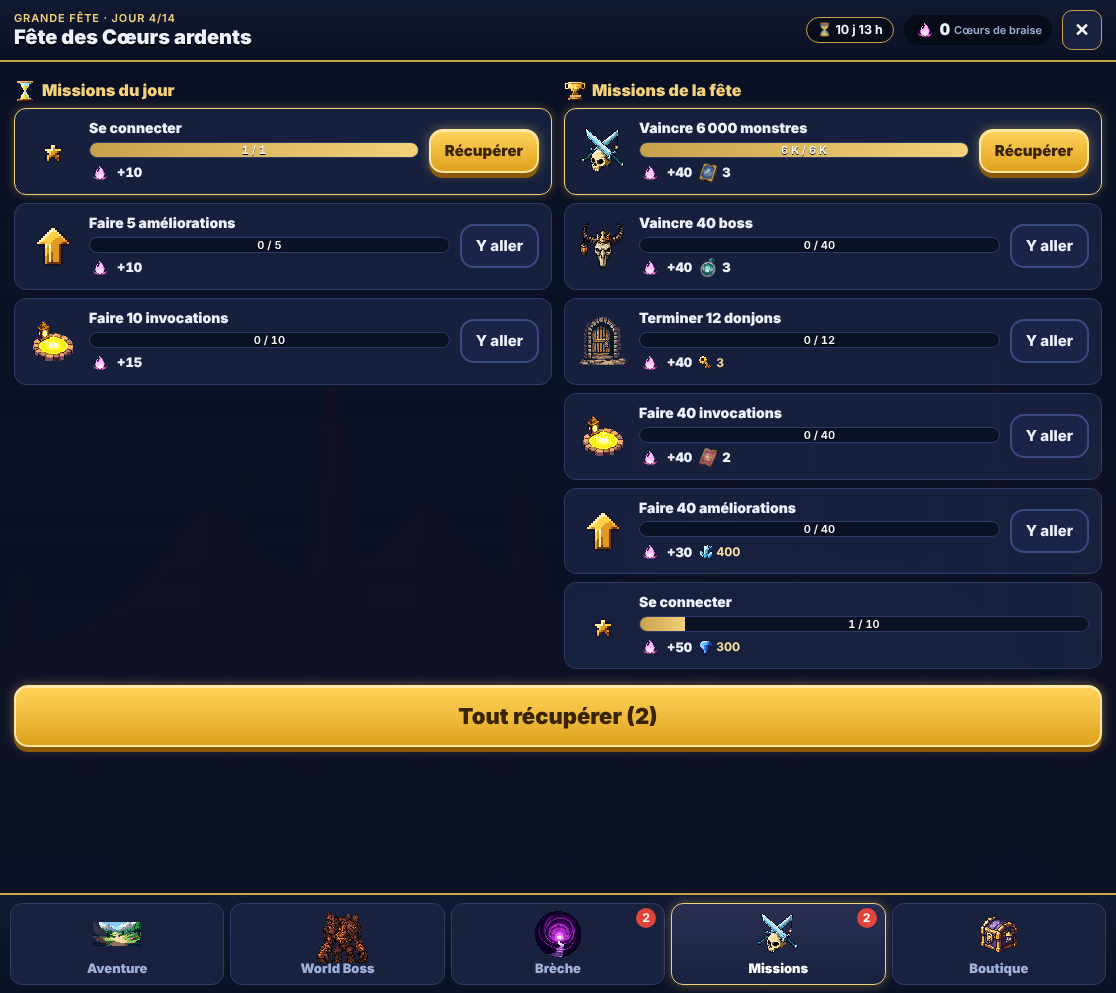 GRANDE FÊTE · JOUR 4/14
Fête des Cœurs ardents
10 j 13 h
0 Cœurs de braise
Missions du jour
Se connecter
1 / 1
+10
Récupérer
Faire 5 améliorations
0 / 5
+10
Y aller
Faire 10 invocations
0 / 10
+15
Y aller
Missions de la fête
Vaincre 6 000 monstres
6 K / 6 K
+40 3
Récupérer
Vaincre 40 boss
0 / 40
+40 3
Y aller
Terminer 12 donjons
0 / 12
+40 3
Y aller
Faire 40 invocations
0 / 40
+40 2
Y aller
Faire 40 améliorations
0 / 40
+30 400
Y aller
Se connecter
1 / 10
+50 300
Tout récupérer (2)
Aventure
World Boss
2
Brèche
2
Missions
Boutique